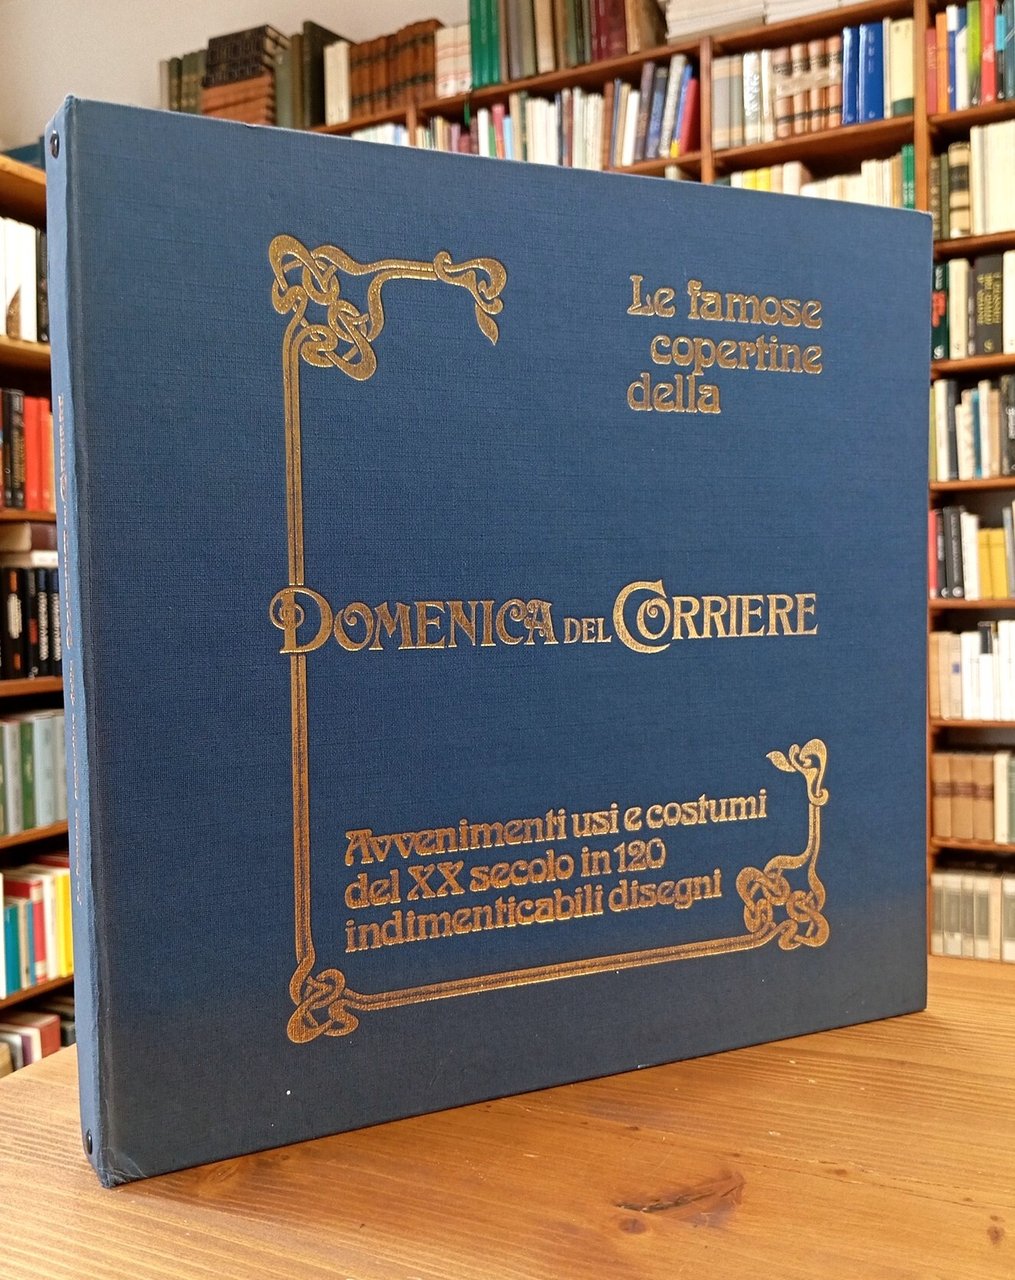 Le famose
copertine
della
DOMENICA DEL CORRIERE
Avvenimenti usi e costumi
del XX secolo in 120
indimenticabili disegni